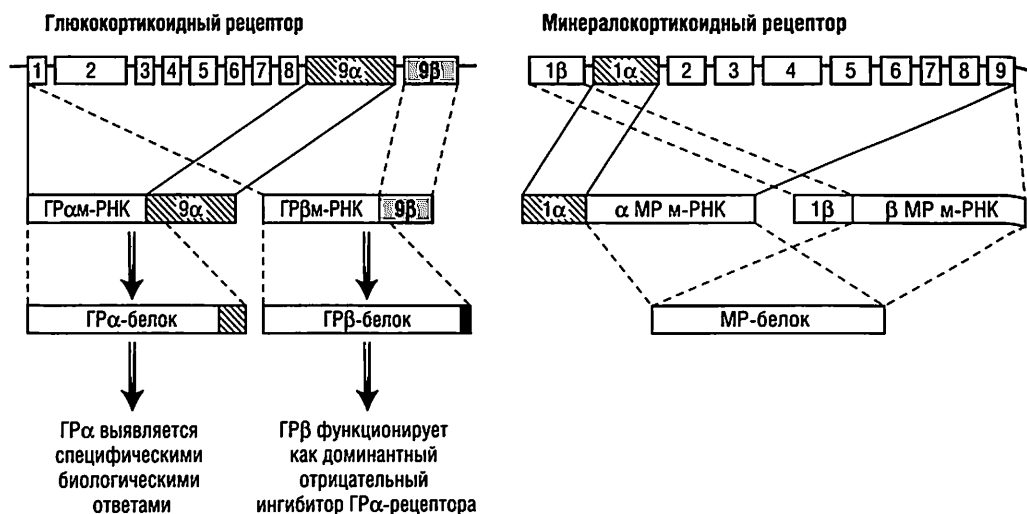 Глюкокортикоидный рецептор
Минералокортикоидный рецептор
1 2 3 4 5 6 7 8 9α 9β
1β 1α 2 3 4 5 6 7 8 9
ГРαм-РНК 9α ГРβм-РНК 9β
1α α МР м-РНК 1β β МР м-РНК
ГРα-белок ГРβ-белок
МР-белок
ГРα выявляется
специфическими
биологическими
ответами
ГРβ функционирует
как доминантный
отрицательный
ингибитор ГРα-рецептора